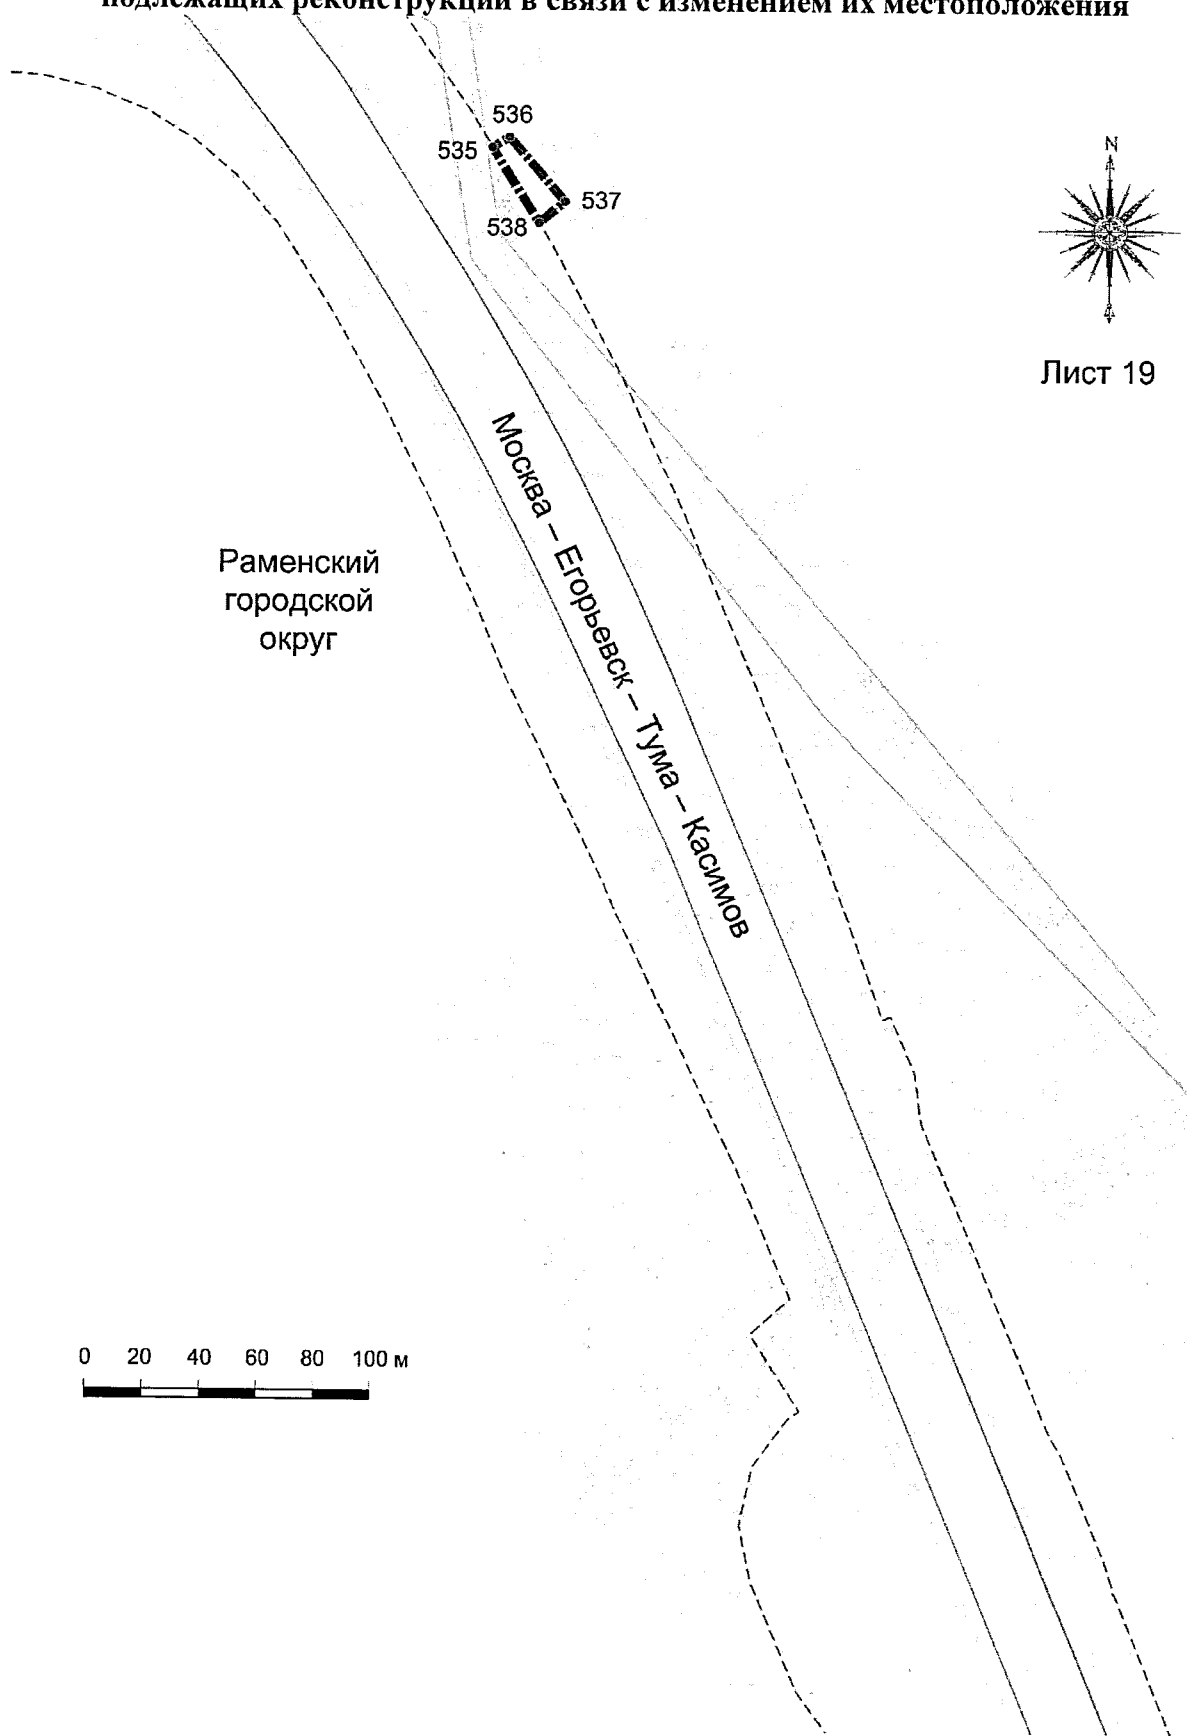 подлежащих реконструкции в связи с изменением их местоположения
536
535
537
538
N
Лист 19
Москва – Егорьевск – Тума – Касимов
Раменский
городской
округ
0 20 40 60 80 100 м